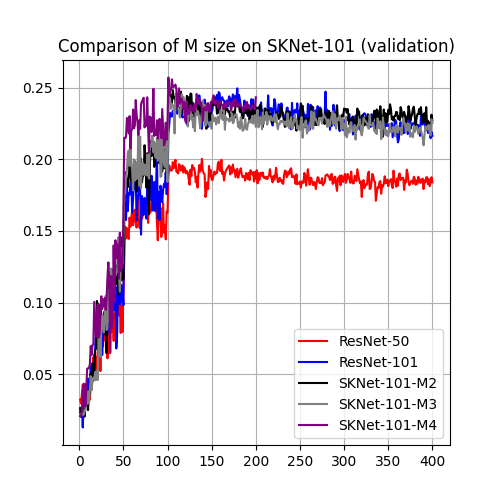 Comparison of M size on SKNet-101 (validation)
0.25
0.20
0.15
0.10
0.05
0 50 100 150 200 250 300 350 400
ResNet-50
ResNet-101
SKNet-101-M2
SKNet-101-M3
SKNet-101-M4